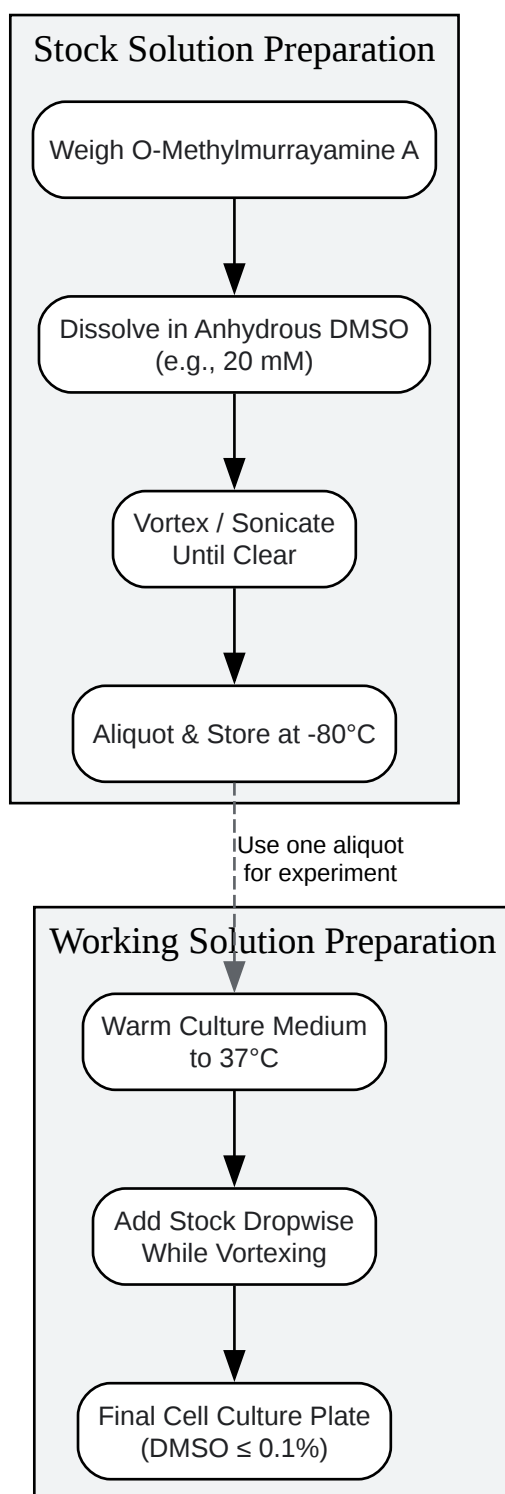 Stock Solution Preparation
Weigh O-Methylmurrayamine A
Dissolve in Anhydrous DMSO
(e.g., 20 mM)
Vortex / Sonicate
Until Clear
Aliquot & Store at -80°C
Use one aliquot
for experiment
Working Solution Preparation
Warm Culture Medium
to 37°C
Add Stock Dropwise
While Vortexing
Final Cell Culture Plate
(DMSO ≤ 0.1%)